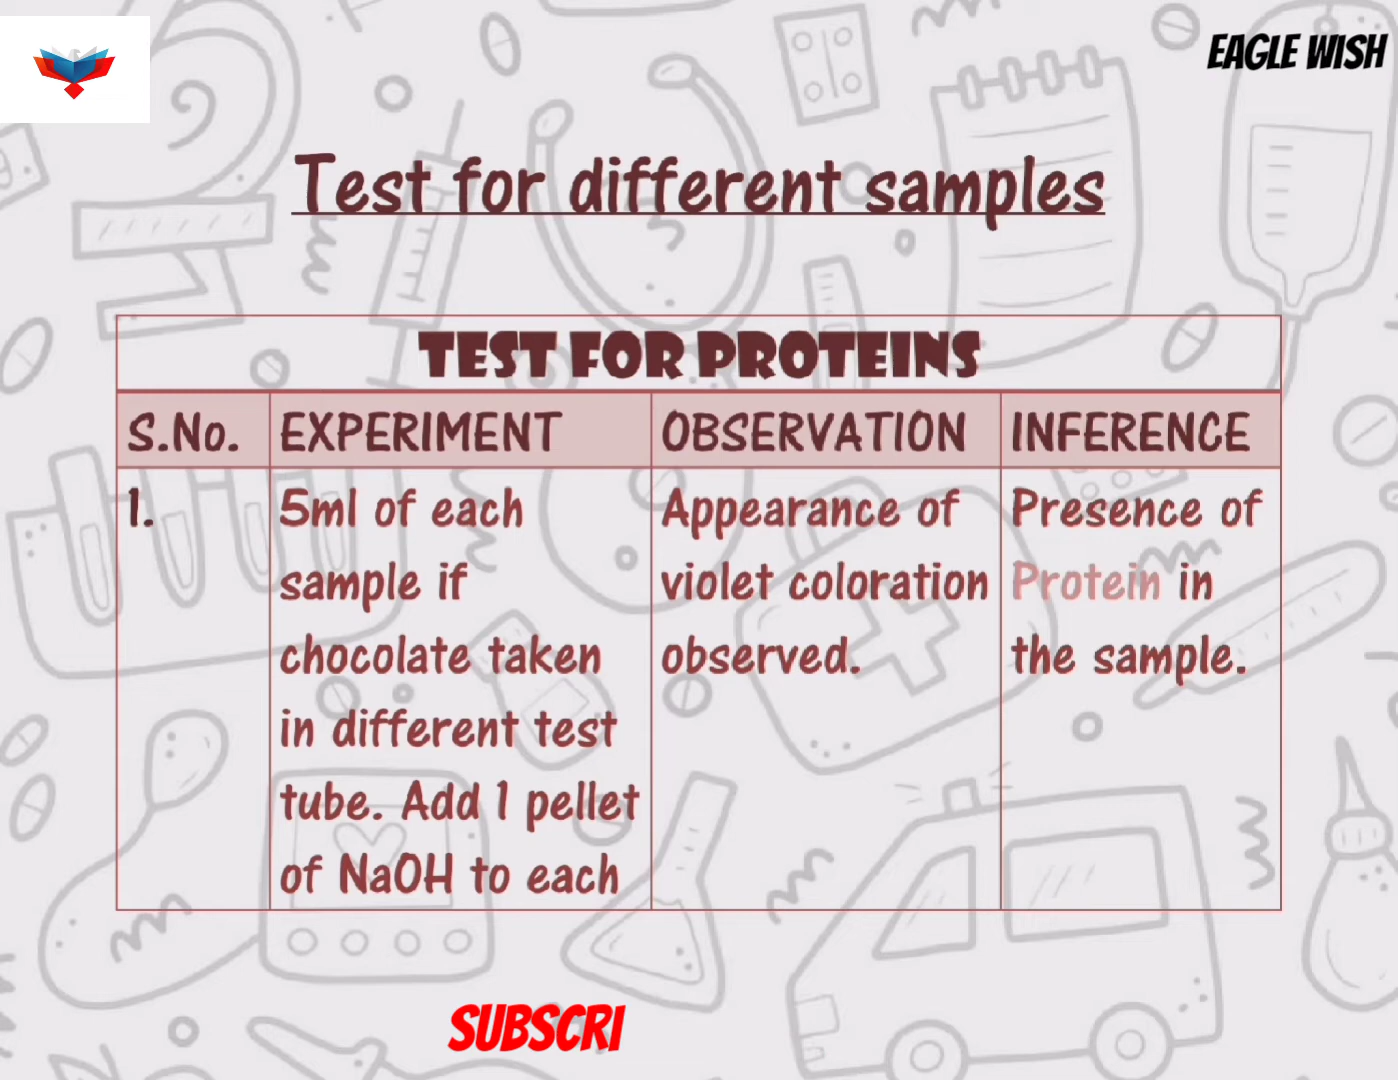 EAGLE WISH
Test for different samples
TEST FOR PROTEINS
S.No. EXPERIMENT OBSERVATION INFERENCE
1. 5ml of each Appearance of Presence of
sample if violet coloration Protein in
chocolate taken observed. the sample.
in different test
tube. Add 1 pellet
of NaOH to each
SUBSCRI